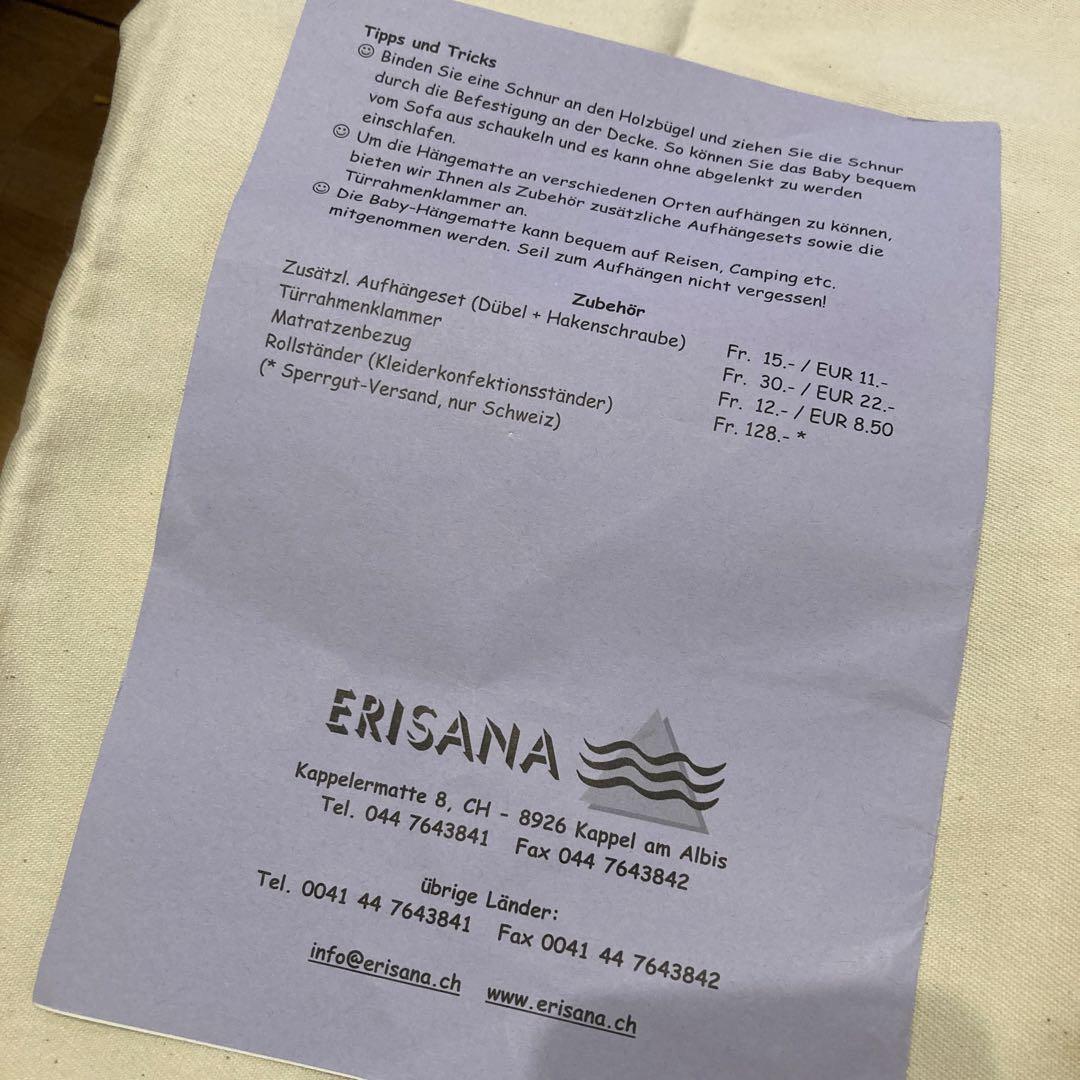 Tipps und Tricks
☺ Binden Sie eine Schnur an den Holzbügel und ziehen Sie die Schnur
durch die Befestigung an der Decke. So können Sie das Baby bequem
vom Sofa aus schaukeln und es kann ohne abgelenkt zu werden
einschlafen.
☺ Um die Hängematte an verschiedenen Orten aufhängen zu können,
bieten wir Ihnen als Zubehör zusätzliche Aufhängesets sowie die
Türrahmenklammer an.
☺ Die Baby-Hängematte kann bequem auf Reisen, Camping etc.
mitgenommen werden. Seil zum Aufhängen nicht vergessen!
Zubehör
Zusätzl. Aufhängeset (Dübel + Hakenschraube) Fr. 15.- / EUR 11.-
Türrahmenklammer Fr. 30.- / EUR 22.-
Matratzenbezug Fr. 12.- / EUR 8.50
Rollständer (Kleiderkonfektionsständer) Fr. 128.- *
(* Sperrgut-Versand, nur Schweiz)
ERISANA
Kappelermatte 8, CH - 8926 Kappel am Albis
Tel. 044 7643841 Fax 044 7643842
übrige Länder:
Tel. 0041 44 7643841 Fax 0041 44 7643842
info@erisana.ch www.erisana.ch